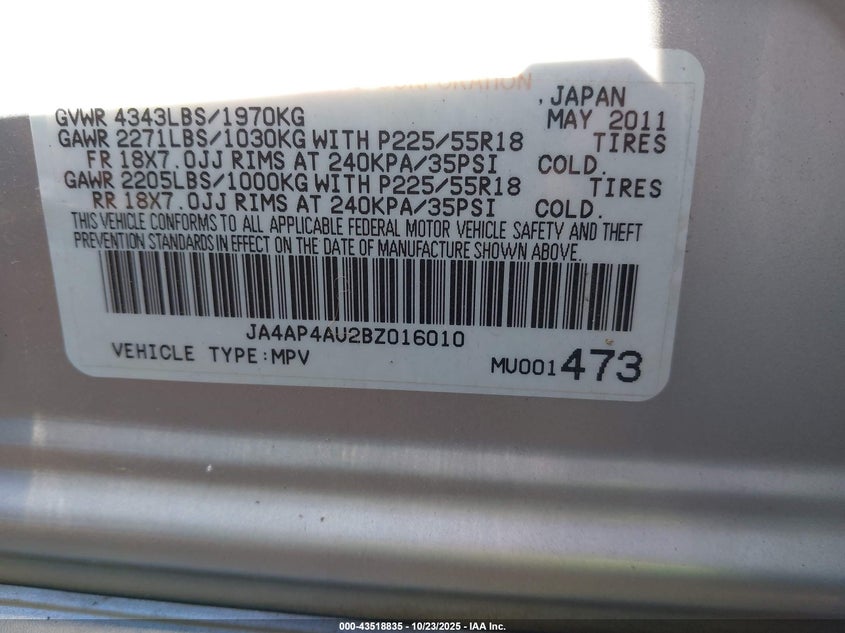 CORPORATION
, JAPAN
GVWR 4343LBS/1970KG MAY 2011
GAWR 2271LBS/1030KG WITH P225/55R18 TIRES
FR 18X7.0JJ RIMS AT 240KPA/35PSI COLD.
GAWR 2205LBS/1000KG WITH P225/55R18 TIRES
RR 18X7.0JJ RIMS AT 240KPA/35PSI COLD.
THIS VEHICLE CONFORMS TO ALL APPLICABLE FEDERAL MOTOR VEHICLE SAFETY AND THEFT
PREVENTION STANDARDS IN EFFECT ON THE DATE OF MANUFACTURE SHOWN ABOVE.
JA4AP4AU2BZ016010
VEHICLE TYPE:MPV MU001473
000-43518835 - 10/23/2025 - IAA Inc.